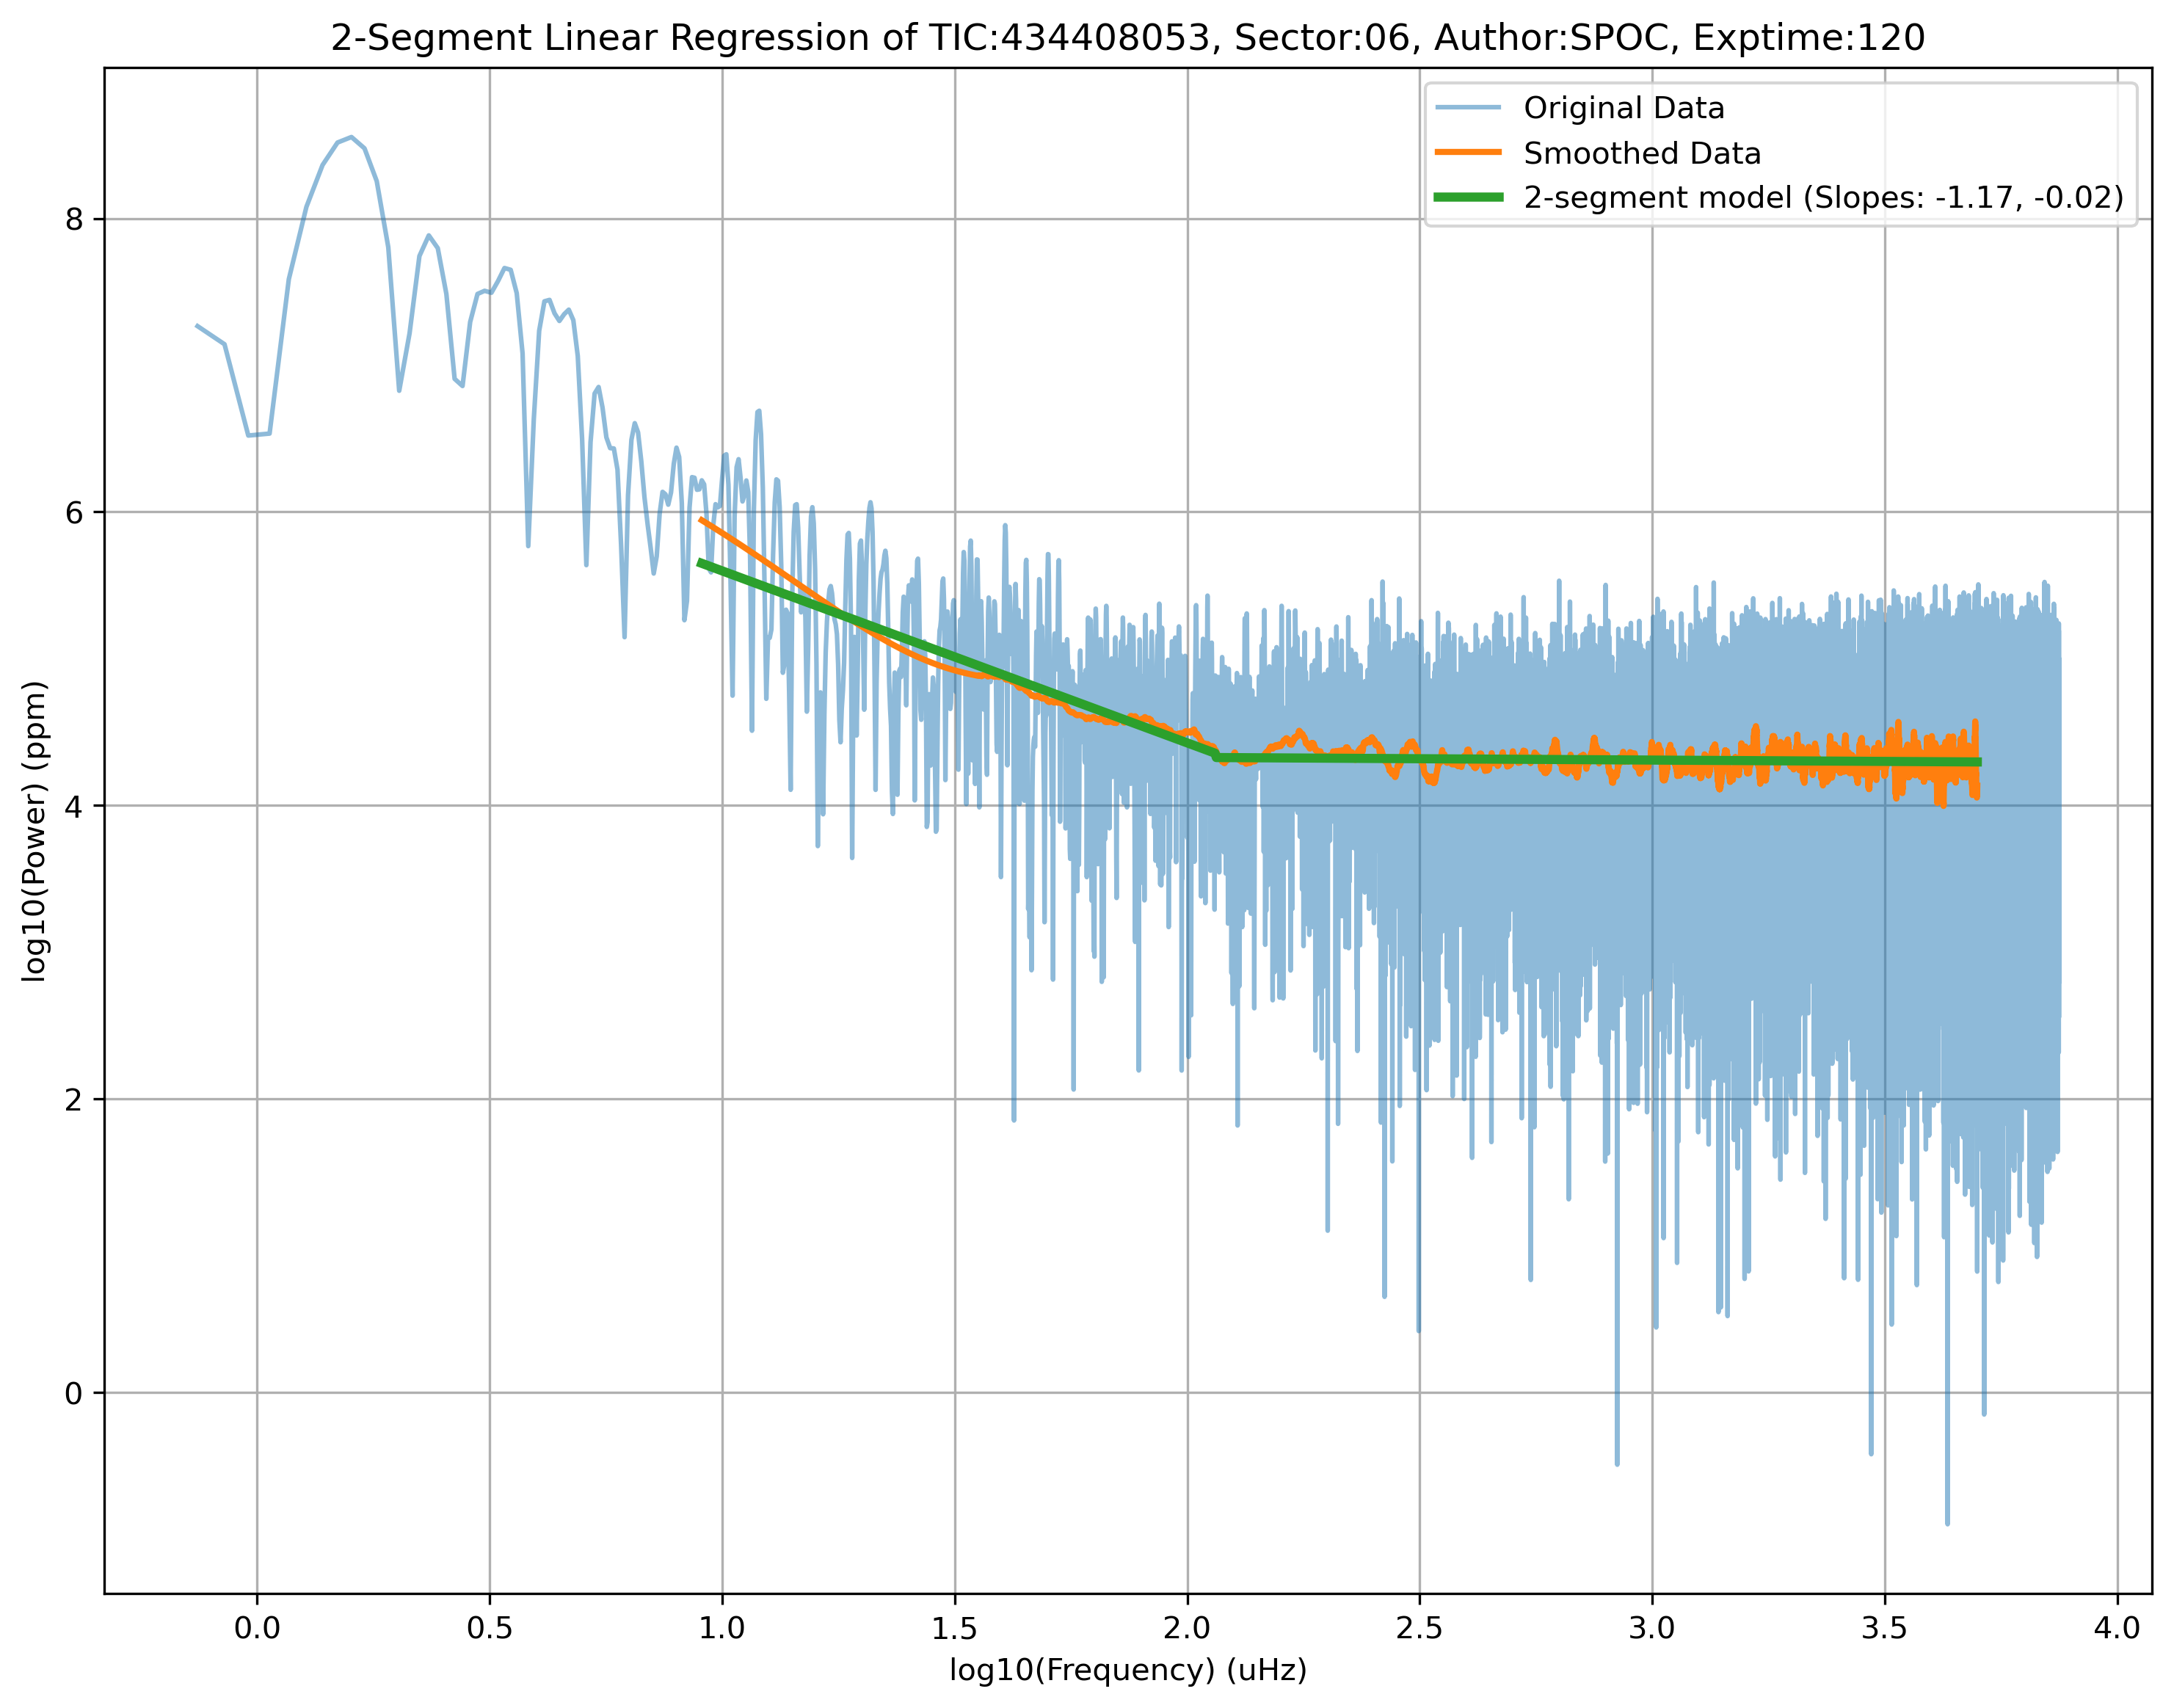 2-Segment Linear Regression of TIC:434408053, Sector:06, Author:SPOC, Exptime:120
Original Data
Smoothed Data
2-segment model (Slopes: -1.17, -0.02)
log10(Power) (ppm)
8
6
4
2
0
0.0 0.5 1.0 1.5 2.0 2.5 3.0 3.5 4.0
log10(Frequency) (uHz)